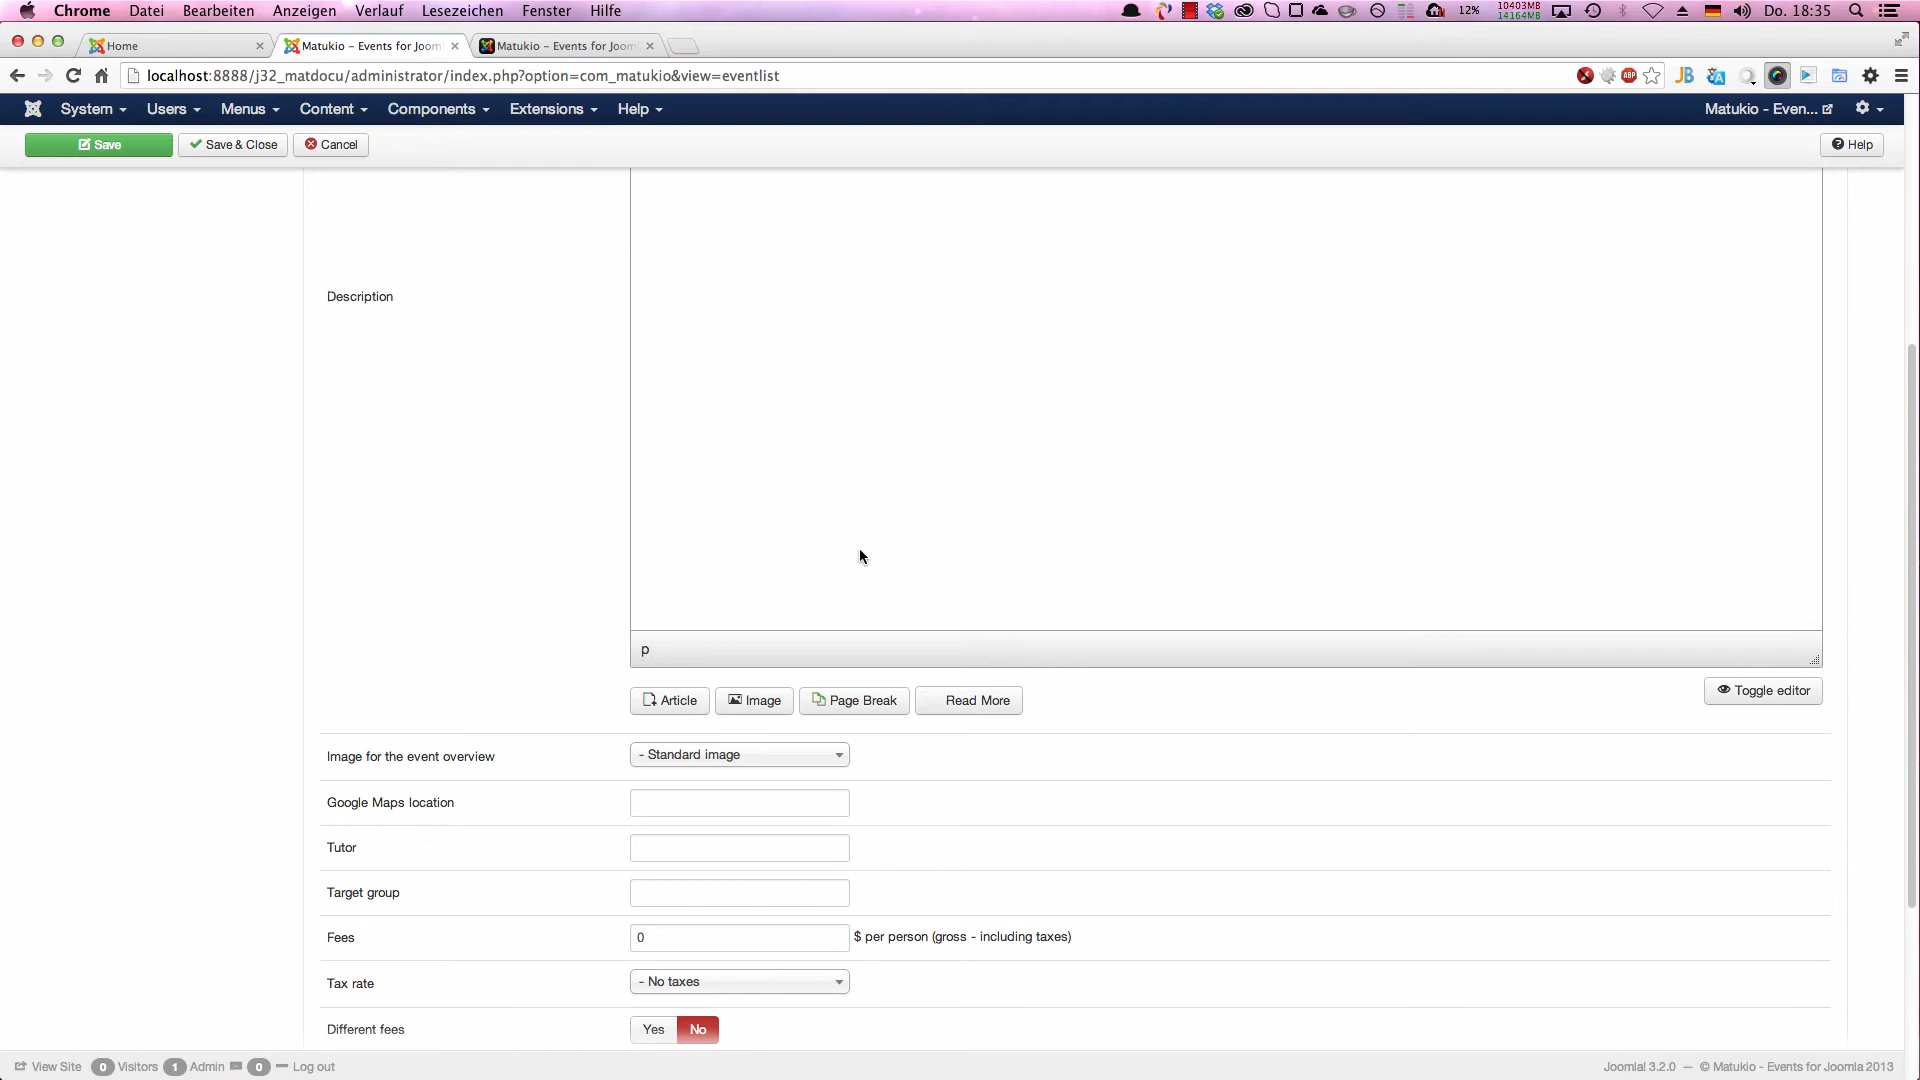 Chrome Datei Bearbeiten Anzeigen Verlauf Lesezeichen Fenster Hilfe 12% 10403MB 14164MB Do. 18:35
Home Matukio – Events for Joom Matukio – Events for Joom
localhost:8888/j32_matdocu/administrator/index.php?option=com_matukio&view=eventlist ABP JB
System Users Menus Content Components Extensions Help Matukio - Even...
Save Save & Close Cancel Help
Description
p
Article Image Page Break Read More Toggle editor
Image for the event overview - Standard image
Google Maps location
Tutor
Target group
Fees 0 $ per person (gross - including taxes)
Tax rate - No taxes
Different fees Yes No
View Site 0 Visitors 1 Admin 0 Log out Joomla! 3.2.0 — © Matukio - Events for Joomla 2013